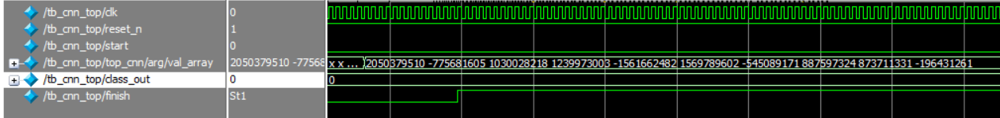 /tb_cnn_top/clk 0
/tb_cnn_top/reset_n 1
/tb_cnn_top/start 0
/tb_cnn_top/top_cnn/arg/val_array 2050379510 -77568 x x ... 2050379510 -775681605 1030028218 1239973003 -1561662482 1569789602 -545089171 887597324 873711331 -196431261
/tb_cnn_top/class_out 0 0
/tb_cnn_top/finish St1